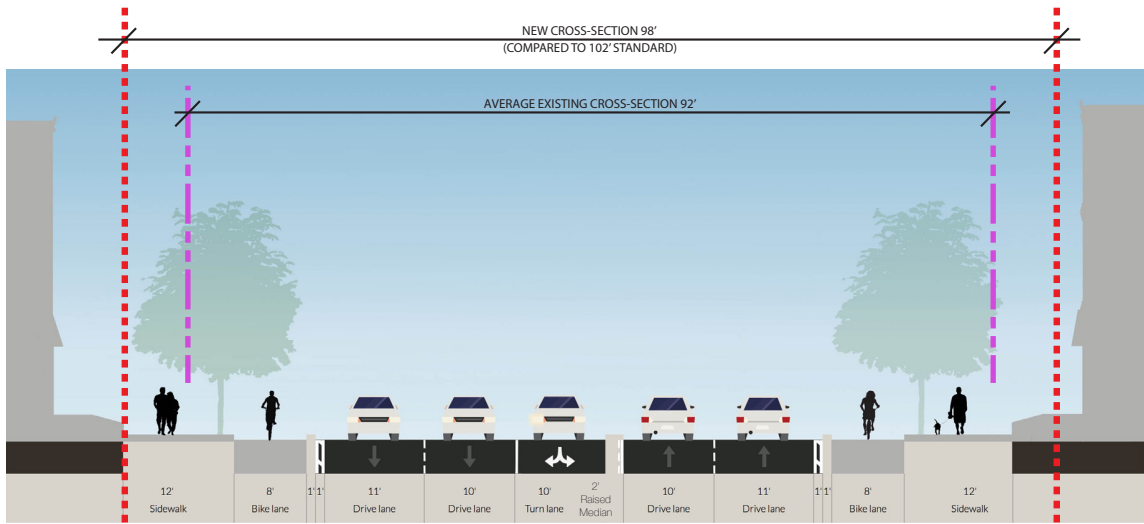 NEW CROSS-SECTION 98'
(COMPARED TO 102' STANDARD)
AVERAGE EXISTING CROSS-SECTION 92'
12' 8' 1' 1' 11' 10' 10' 2' 10' 11' 1' 1' 8' 12'
Sidewalk Bike lane Drive lane Drive lane Turn lane Raised Median Drive lane Drive lane Bike lane Sidewalk